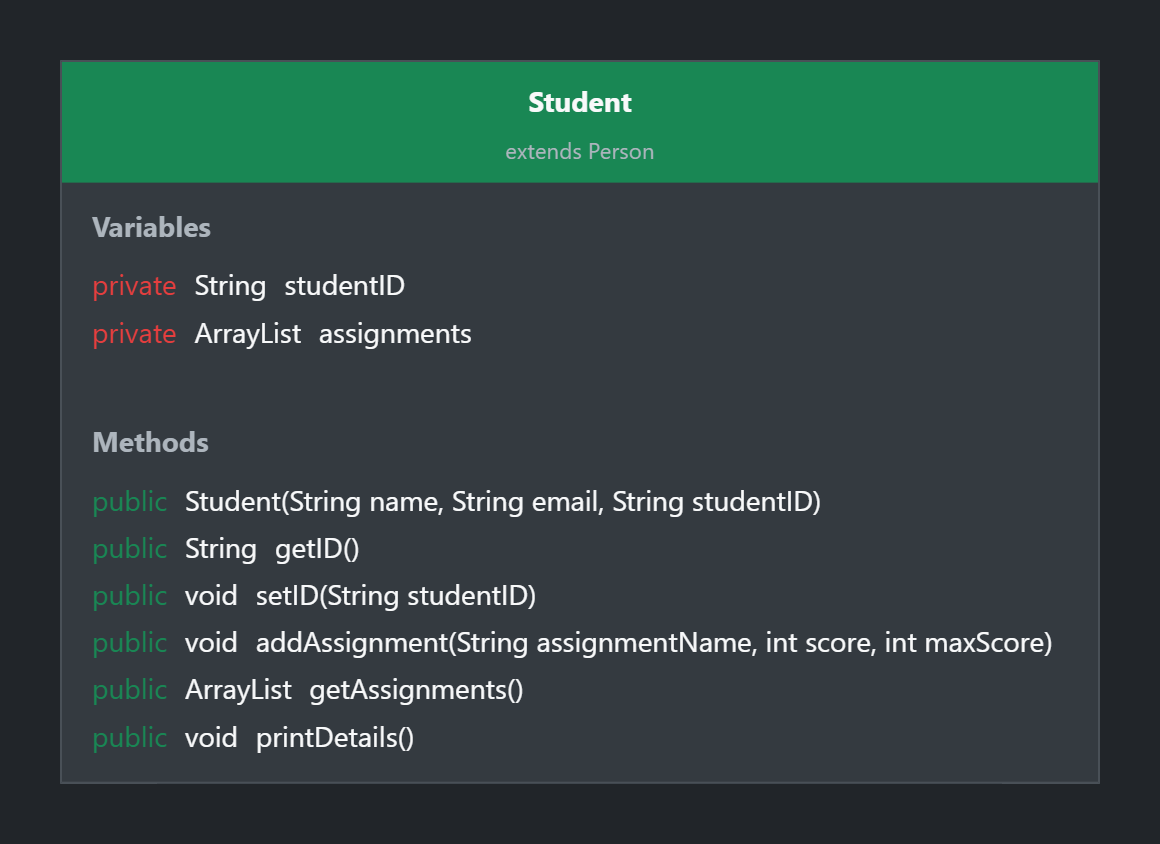 Student
extends Person
Variables
private String studentID
private ArrayList assignments
Methods
public Student(String name, String email, String studentID)
public String getID()
public void setID(String studentID)
public void addAssignment(String assignmentName, int score, int maxScore)
public ArrayList getAssignments()
public void printDetails()